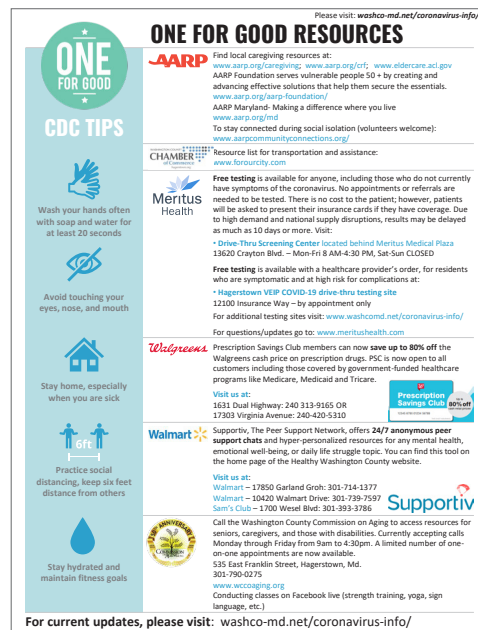 Please visit: washco-md.net/coronavirus-info/
ONE FOR GOOD RESOURCES
ONE
FOR GOOD
CDC TIPS
Wash your hands often
with soap and water for
at least 20 seconds
Avoid touching your
eyes, nose, and mouth
Stay home, especially
when you are sick
6ft
Practice social
distancing, keep six feet
distance from others
Stay hydrated and
maintain fitness goals
AARP
Find local caregiving resources at:
www.aarp.org/caregiving; www.aarp.org/crf; www.eldercare.acl.gov
AARP Foundation serves vulnerable people 50 + by creating and
advancing effective solutions that help them secure the essentials.
www.aarp.org/aarp-foundation/
AARP Maryland- Making a difference where you live
www.aarp.org/md
To stay connected during social isolation (volunteers welcome):
www.aarpcommunityconnections.org/
CHAMBER
of Commerce
Resource list for transportation and assistance:
www.forourcity.com
Meritus
Health
Free testing is available for anyone, including those who do not currently
have symptoms of the coronavirus. No appointments or referrals are
needed to be tested. There is no cost to the patient; however, patients
will be asked to present their insurance cards if they have coverage. Due
to high demand and national supply disruptions, results may be delayed
as much as 10 days or more. Visit:
• Drive-Thru Screening Center located behind Meritus Medical Plaza
13620 Crayton Blvd. – Mon-Fri 8 AM-4:30 PM, Sat-Sun CLOSED
Free testing is available with a healthcare provider's order, for residents
who are symptomatic and at high risk for complications at:
• Hagerstown VEIP COVID-19 drive-thru testing site
12100 Insurance Way – by appointment only
For additional testing sites visit: www.washcomd.net/coronavirus-info/
For questions/updates go to: www.meritushealth.com
Walgreens
Prescription Savings Club members can now save up to 80% off the
Walgreens cash price on prescription drugs. PSC is now open to all
customers including those covered by government-funded healthcare
programs like Medicare, Medicaid and Tricare.
Visit us at:
1631 Dual Highway: 240 313-9165 OR
17303 Virginia Avenue: 240-420-5310
Prescription
Savings Club
80% off
Walmart
Supportiv, The Peer Support Network, offers 24/7 anonymous peer
support chats and hyper-personalized resources for any mental health,
emotional well-being, or daily life struggle topic. You can find this tool on
the home page of the Healthy Washington County website.
Visit us at:
Walmart – 17850 Garland Groh: 301-714-1377
Walmart – 10420 Walmart Drive: 301-739-7597
Sam's Club – 1700 Wesel Blvd: 301-393-3786
Supportiv
ANNIVERSARY
Call the Washington County Commission on Aging to access resources for
seniors, caregivers, and those with disabilities. Currently accepting calls
Monday through Friday from 9am to 4:30pm. A limited number of one-
on-one appointments are now available.
535 East Franklin Street, Hagerstown, Md.
301-790-0275
www.wccoaging.org
Conducting classes on Facebook live (strength training, yoga, sign
language, etc.)
For current updates, please visit: washco-md.net/coronavirus-info/